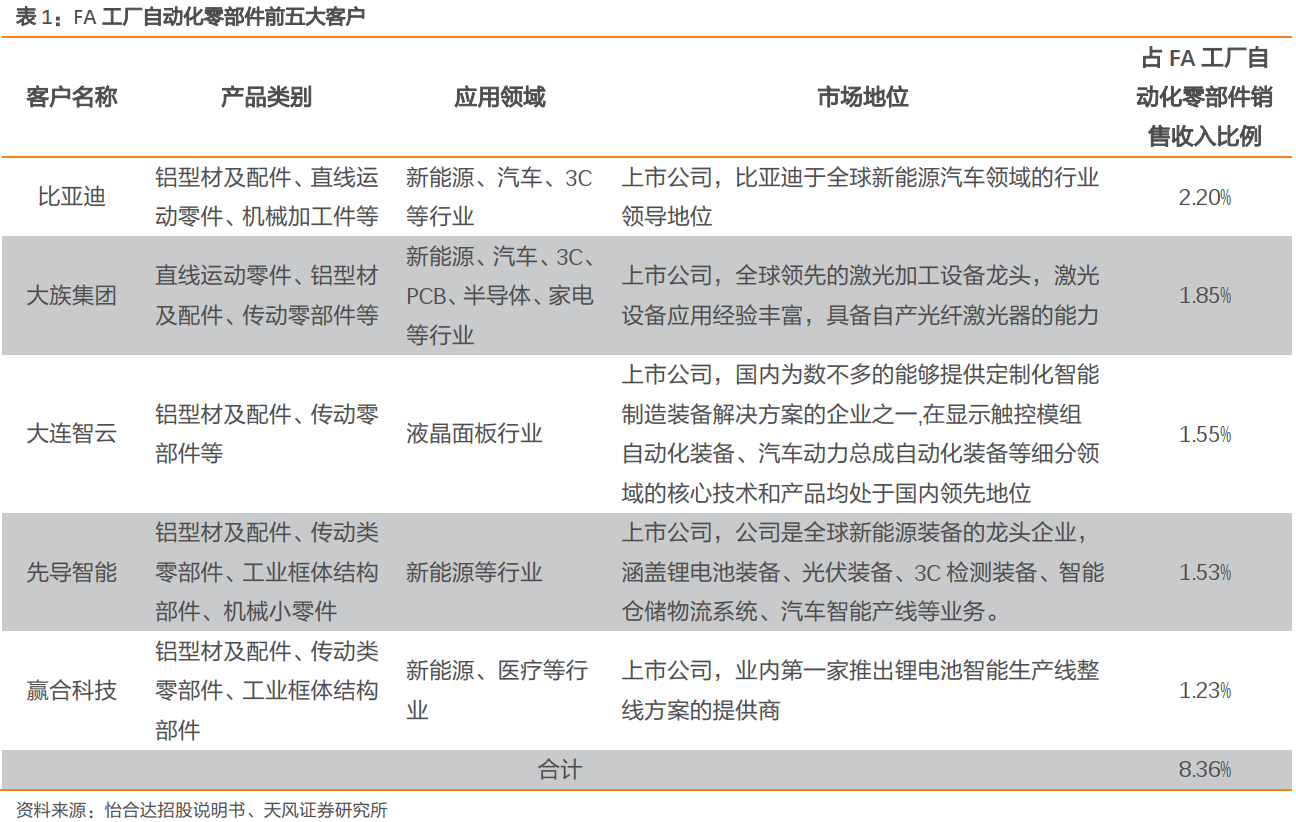 表 1：FA 工厂自动化零部件前五大客户
客户名称 产品类别 应用领域 市场地位 占 FA 工厂自
动化零部件销
售收入比例
比亚迪
铝型材及配件、直线运
动零件、机械加工件等
新能源、汽车、3C
等行业
上市公司，比亚迪于全球新能源汽车领域的行业
领导地位
2.20%
大族集团
直线运动零件、铝型材
及配件、传动零部件等
新能源、汽车、3C、
PCB、半导体、家电
等行业
上市公司，全球领先的激光加工设备龙头，激光
设备应用经验丰富，具备自产光纤激光器的能力
1.85%
大连智云
铝型材及配件、传动零
部件等
液晶面板行业
上市公司，国内为数不多的能够提供定制化智能
制造装备解决方案的企业之一,在显示触控模组
自动化装备、汽车动力总成自动化装备等细分领
域的核心技术和产品均处于国内领先地位
1.55%
先导智能
铝型材及配件、传动类
零部件、工业框体结构
部件、机械小零件
新能源等行业
上市公司，公司是全球新能源装备的龙头企业，
涵盖锂电池装备、光伏装备、3C 检测装备、智能
仓储物流系统、汽车智能产线等业务。
1.53%
赢合科技
铝型材及配件、传动类
零部件、工业框体结构
部件
新能源、医疗等行
业
上市公司，业内第一家推出锂电池智能生产线整
线方案的提供商
1.23%
合计 8.36%
资料来源：怡合达招股说明书、天风证券研究所